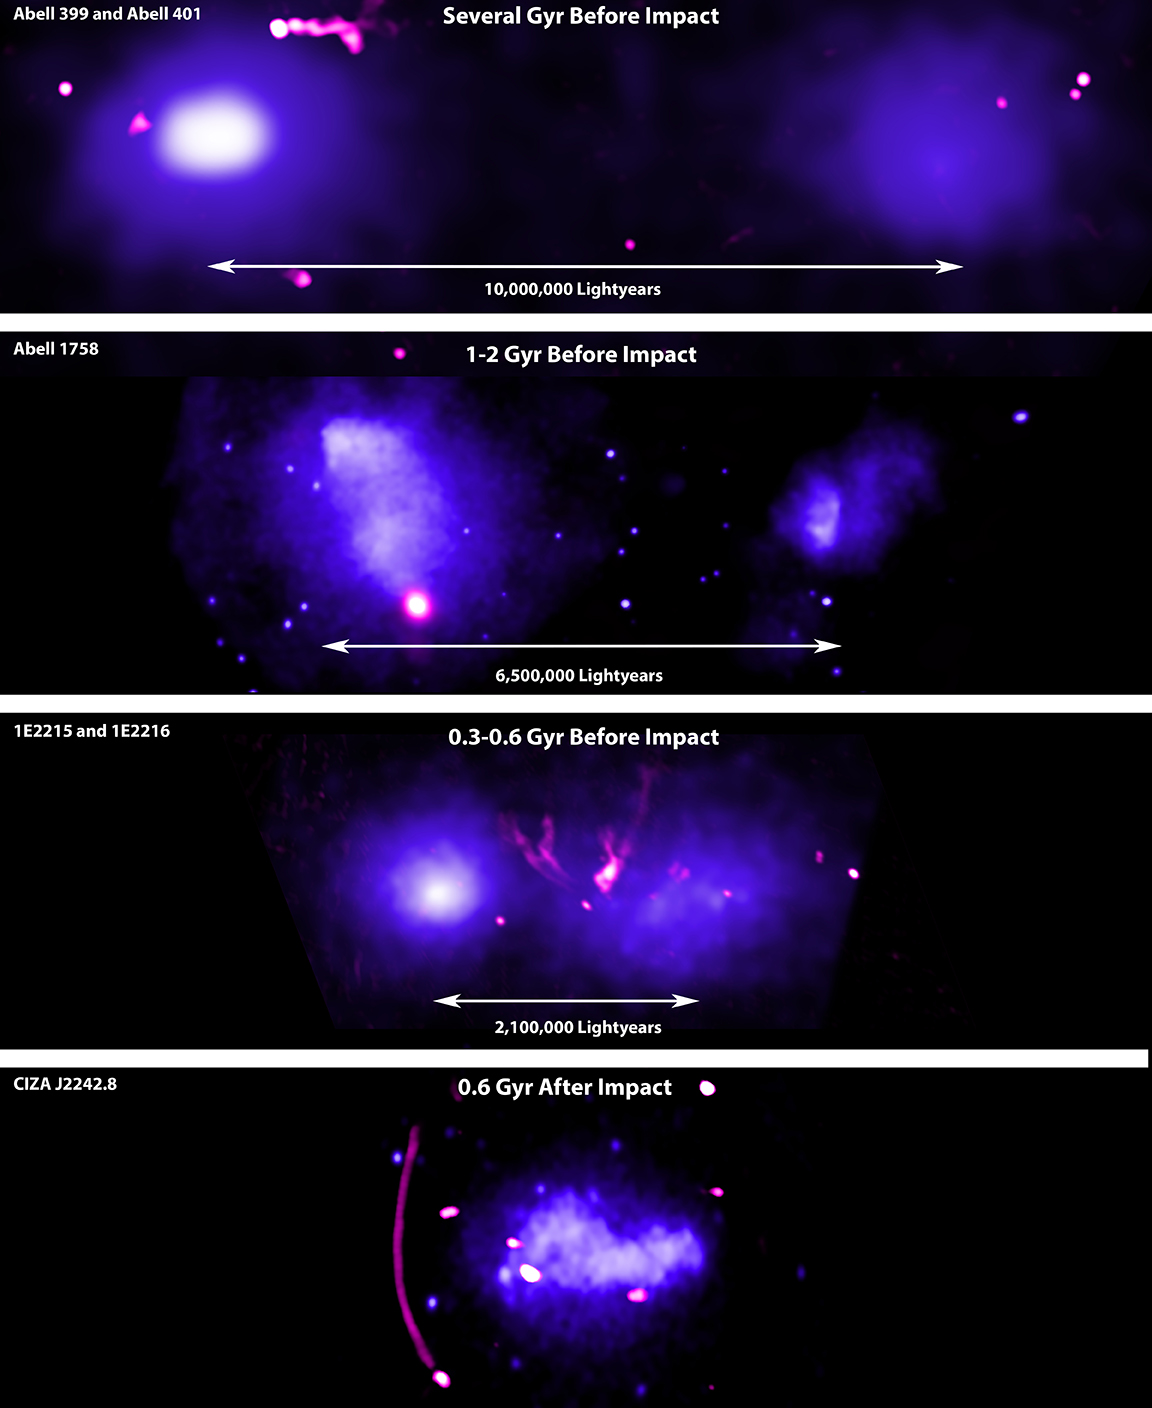 Abell 399 and Abell 401
Several Gyr Before Impact
10,000,000 Lightyears
Abell 1758
1-2 Gyr Before Impact
6,500,000 Lightyears
1E2215 and 1E2216
0.3-0.6 Gyr Before Impact
2,100,000 Lightyears
CIZA J2242.8
0.6 Gyr After Impact